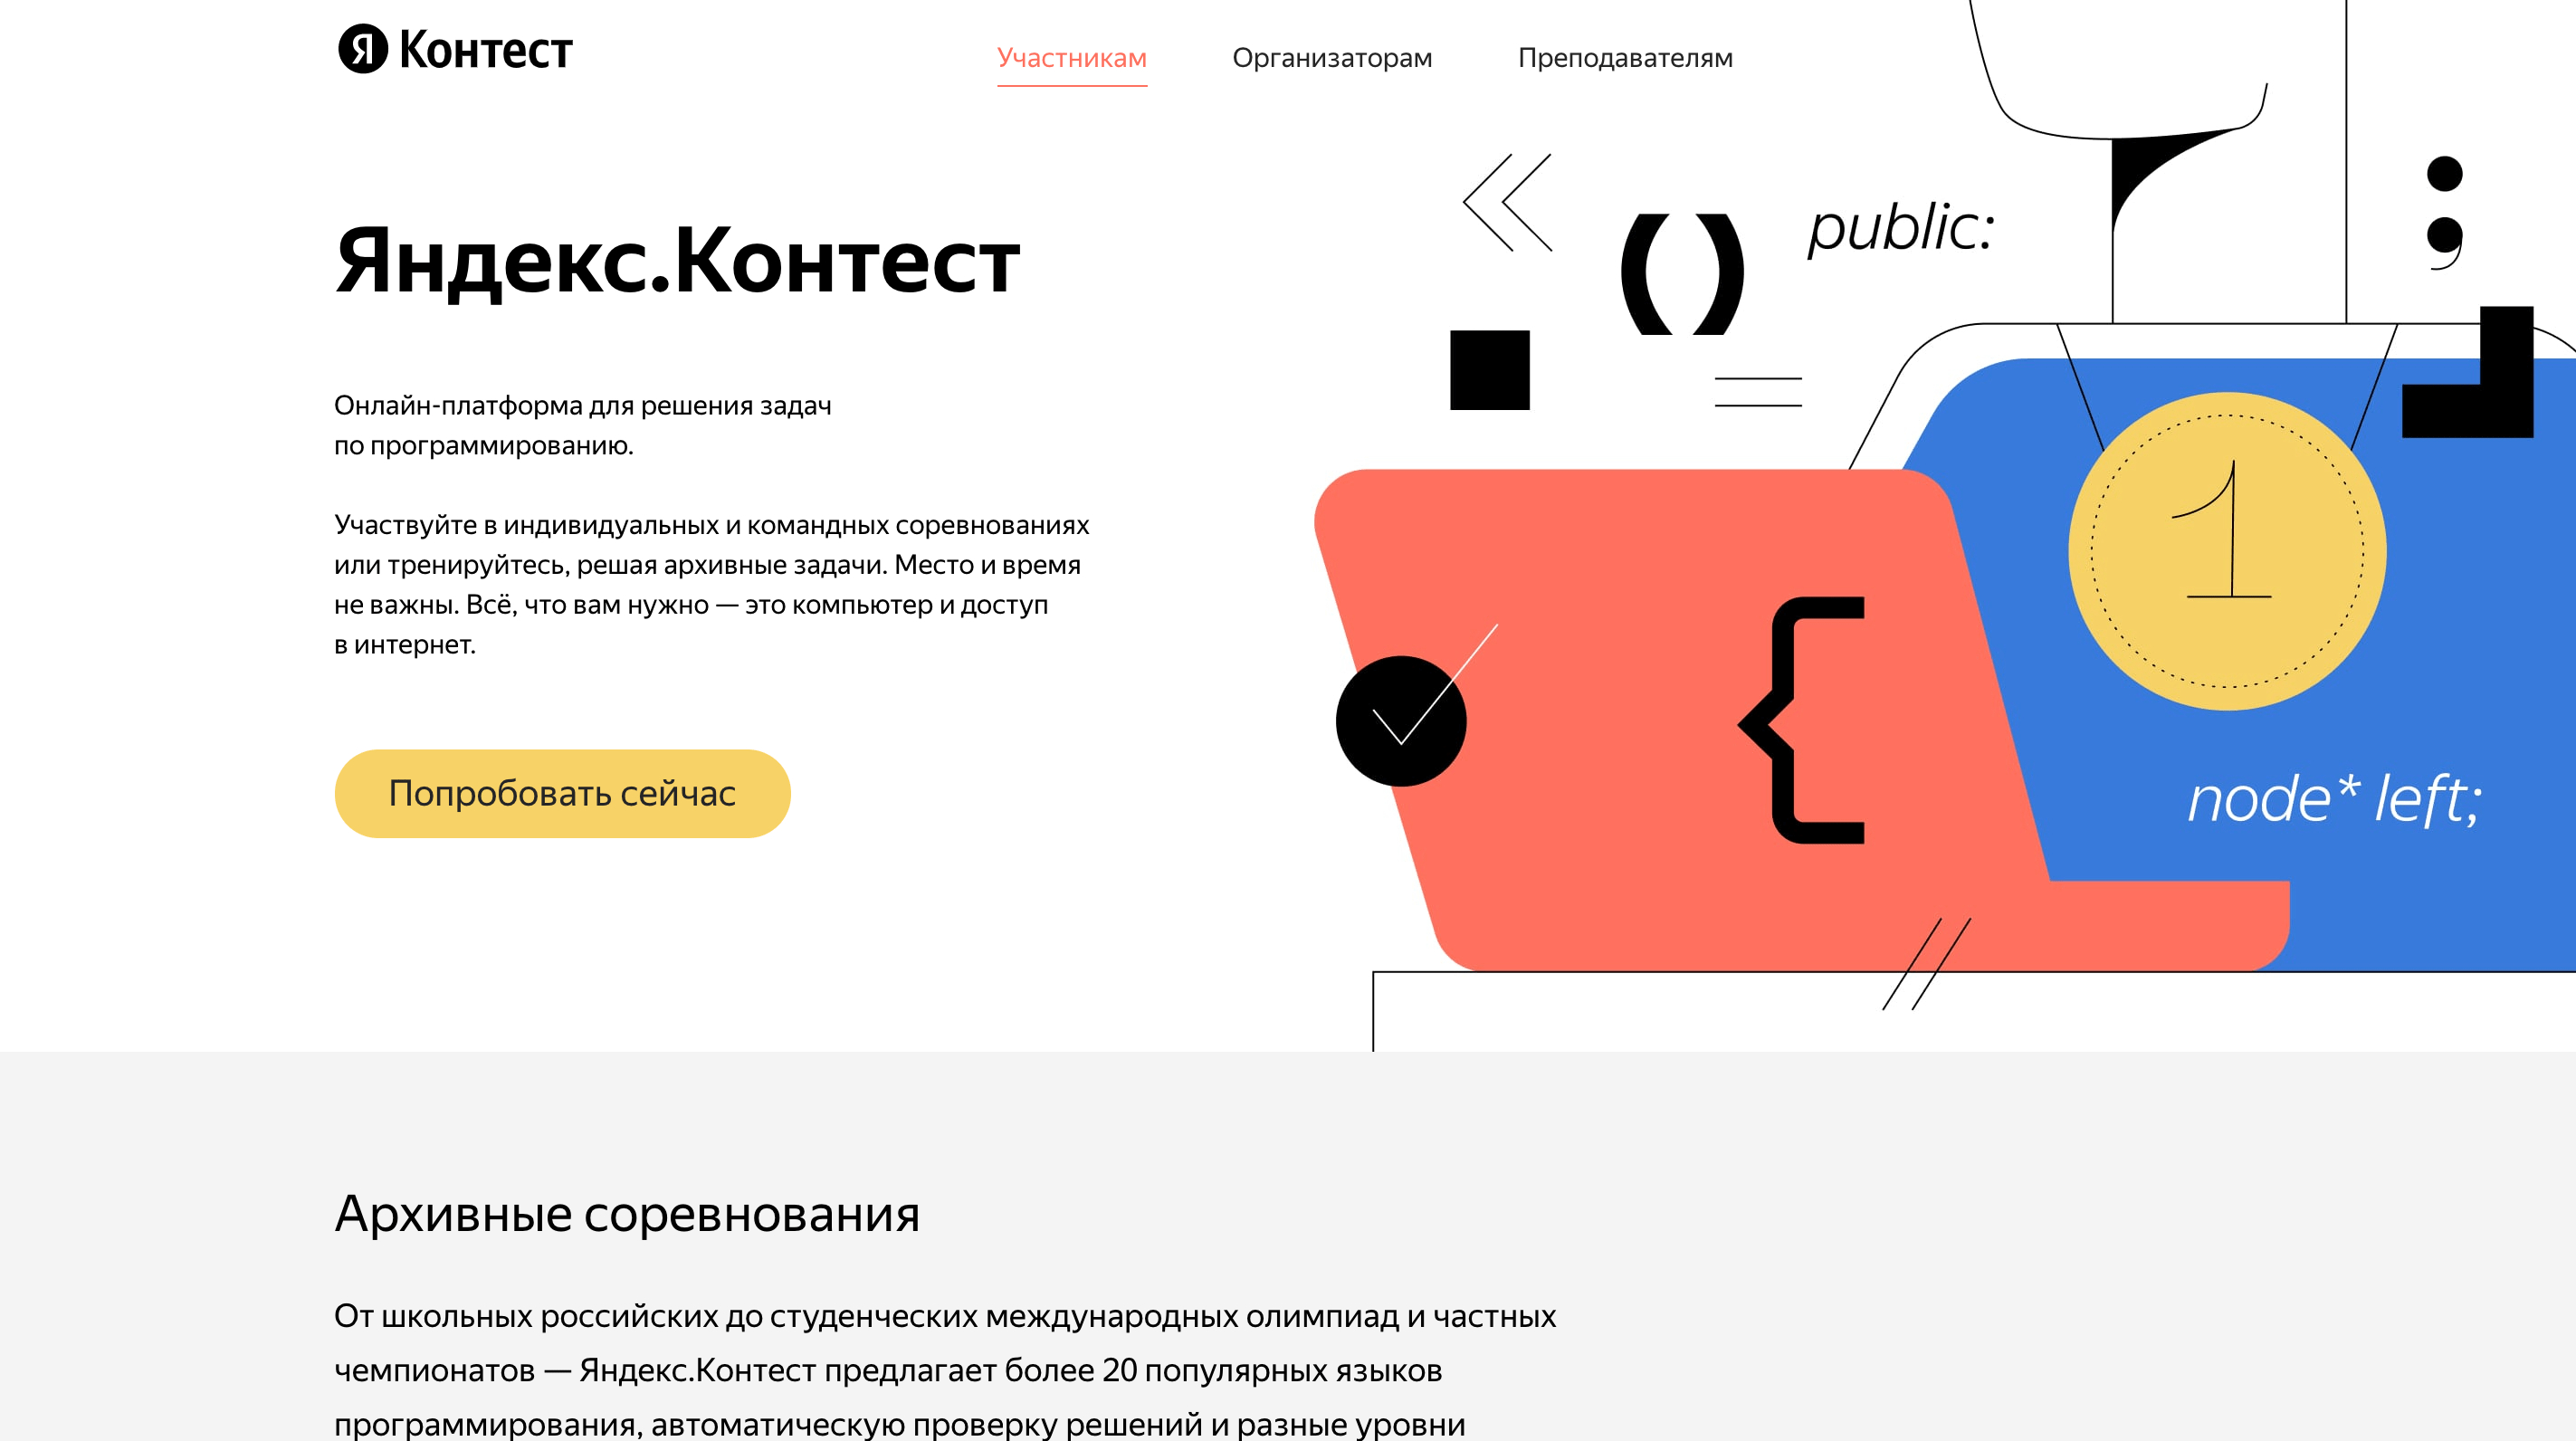 Я Контест
Участникам
Организаторам
Преподавателям
Яндекс.Контест
Онлайн-платформа для решения задач
по программированию.
Участвуйте в индивидуальных и командных соревнованиях
или тренируйтесь, решая архивные задачи. Место и время
не важны. Всё, что вам нужно — это компьютер и доступ
в интернет.
Попробовать сейчас
«
()
public:
;
=
1
{
node* left;
//
Архивные соревнования
От школьных российских до студенческих международных олимпиад и частных
чемпионатов — Яндекс.Контест предлагает более 20 популярных языков
программирования, автоматическую проверку решений и разные уровни